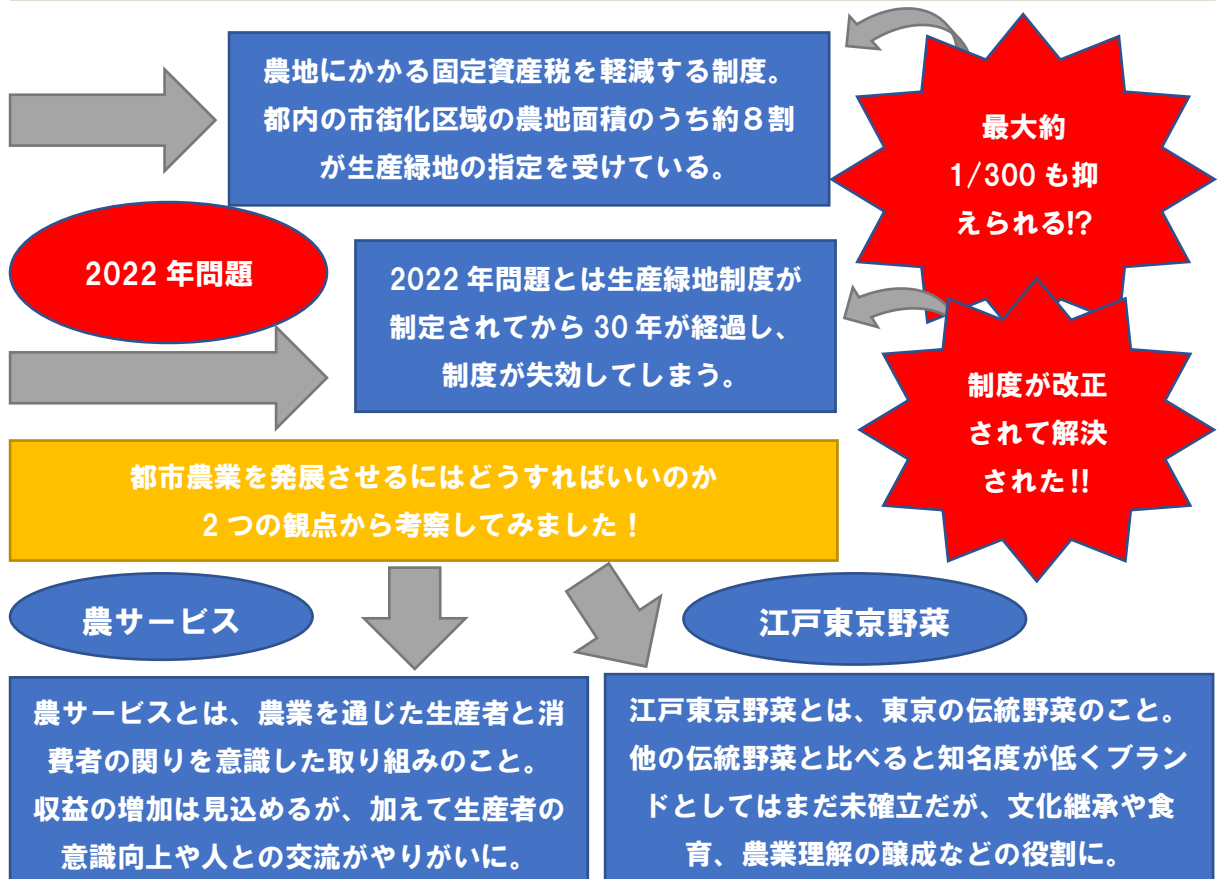 農地にかかる固定資産税を軽減する制度。
都内の市街化区域の農地面積のうち約８割
が生産緑地の指定を受けている。
最大約
1/300 も抑
えられる!?
2022 年問題
2022 年問題とは生産緑地制度が
制定されてから 30 年が経過し、
制度が失効してしまう。
制度が改正
されて解決
された!!
都市農業を発展させるにはどうすればいいのか
2 つの観点から考察してみました！
農サービス
農サービスとは、農業を通じた生産者と消
費者の関りを意識した取り組みのこと。
収益の増加は見込めるが、加えて生産者の
意識向上や人との交流がやりがいに。
江戸東京野菜
江戸東京野菜とは、東京の伝統野菜のこと。
他の伝統野菜と比べると知名度が低くブラン
ドとしてはまだ未確立だが、文化継承や食
育、農業理解の醸成などの役割に。